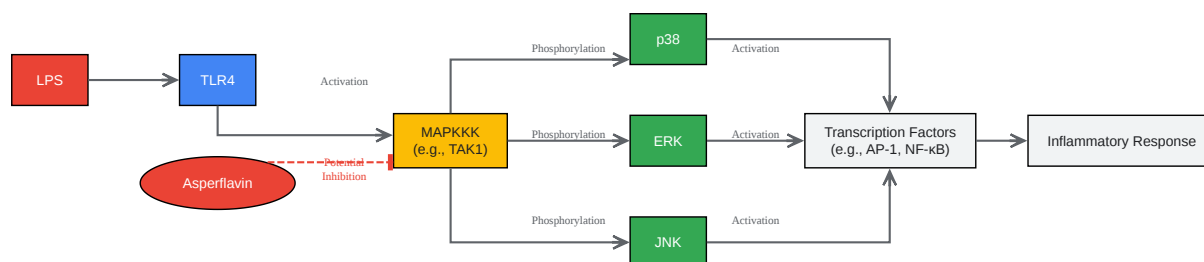 p38
Phosphorylation
Activation
LPS
TLR4
Activation
MAPKKK
(e.g., TAK1)
Phosphorylation
ERK
Activation
Transcription Factors
(e.g., AP-1, NF-κB)
Inflammatory Response
Potential
Inhibition
Asperflavin
Phosphorylation
JNK
Activation